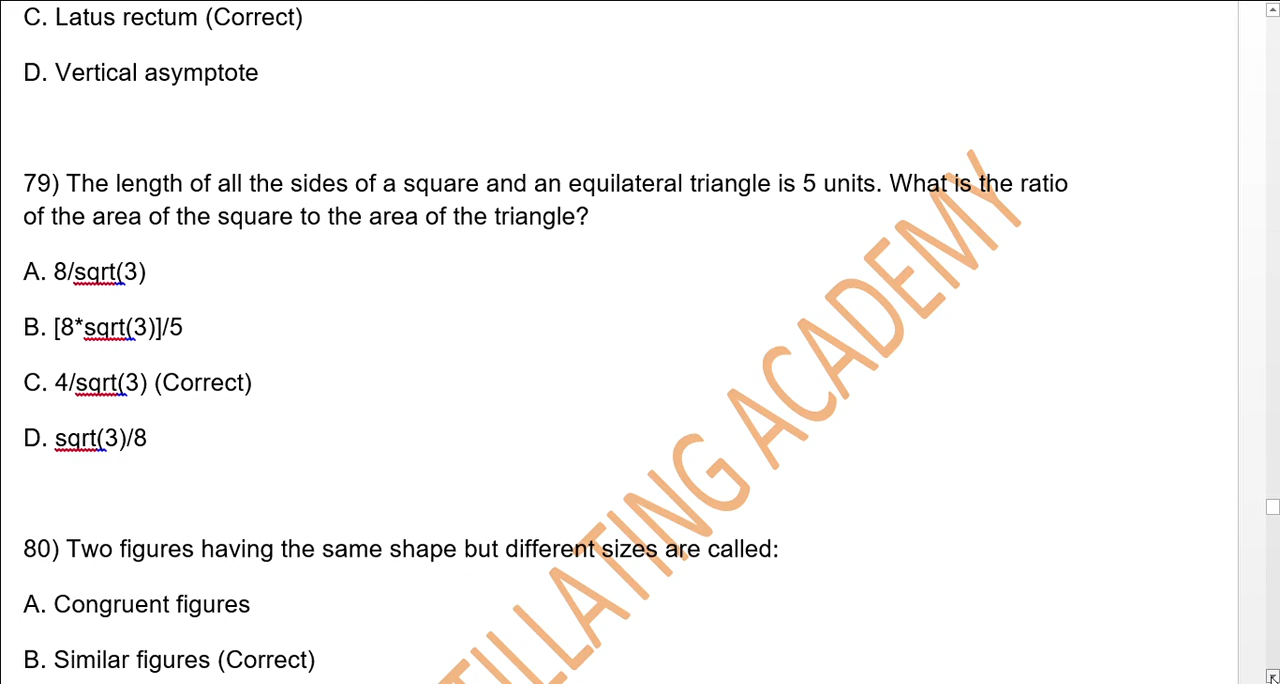 C. Latus rectum (Correct)
D. Vertical asymptote
79) The length of all the sides of a square and an equilateral triangle is 5 units. What is the ratio
of the area of the square to the area of the triangle?
A. 8/sqrt(3)
B. [8*sqrt(3)]/5
C. 4/sqrt(3) (Correct)
D. sqrt(3)/8
80) Two figures having the same shape but different sizes are called:
A. Congruent figures
B. Similar figures (Correct)
TILLATING ACADEMY